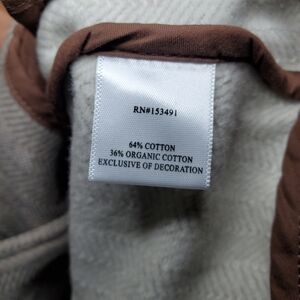 RN#153491
64% COTTON
36% ORGANIC COTTON
EXCLUSIVE OF DECORATION